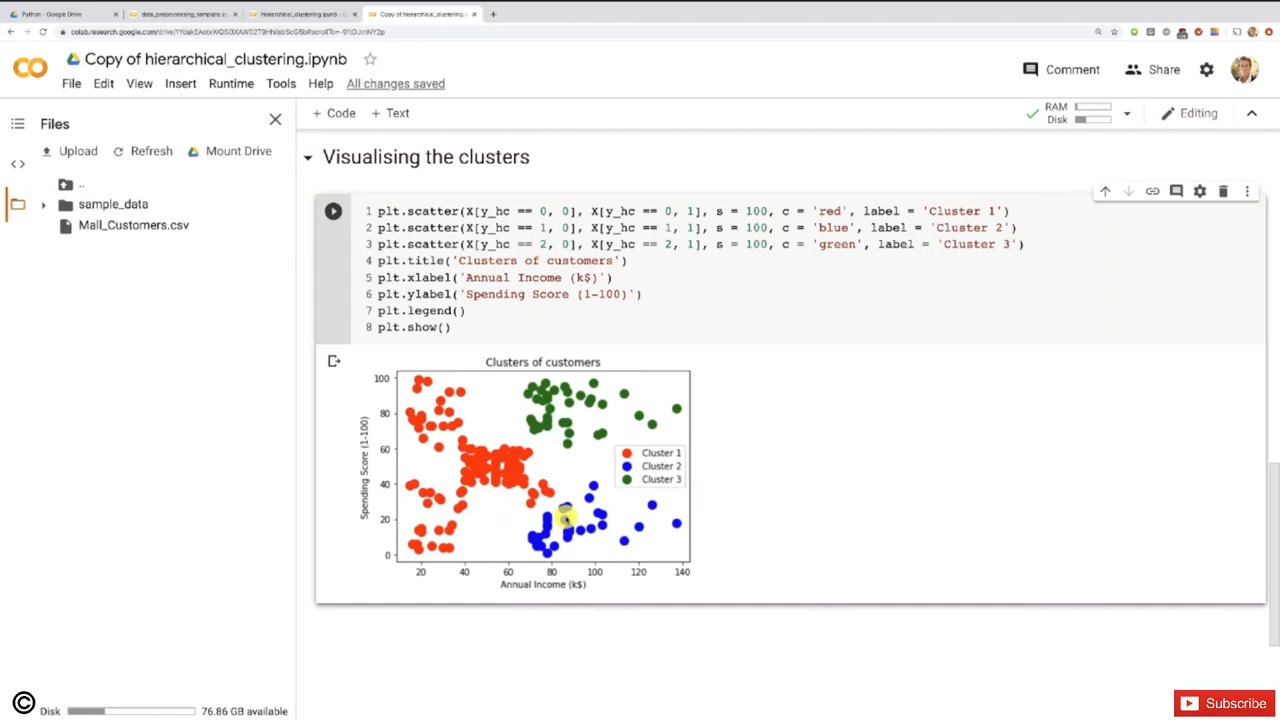 Python - Google Drive
data_preprocessing_template.i
hierarchical_clustering.ipynb - C
Copy of hierarchical_clustering.
Copy of hierarchical_clustering.ipynb
File Edit View Insert Runtime Tools Help All changes saved
Comment
Share
Files
+ Code + Text
RAM
Disk
Editing
Upload Refresh Mount Drive
..
sample_data
Mall_Customers.csv
Visualising the clusters
1 plt.scatter(X[y_hc == 0, 0], X[y_hc == 0, 1], s = 100, c = 'red', label = 'Cluster 1')
2 plt.scatter(X[y_hc == 1, 0], X[y_hc == 1, 1], s = 100, c = 'blue', label = 'Cluster 2')
3 plt.scatter(X[y_hc == 2, 0], X[y_hc == 2, 1], s = 100, c = 'green', label = 'Cluster 3')
4 plt.title('Clusters of customers')
5 plt.xlabel('Annual Income (k$)')
6 plt.ylabel('Spending Score (1-100)')
7 plt.legend()
8 plt.show()
Clusters of customers
100
80
60
40
20
0
Spending Score (1-100)
Cluster 1
Cluster 2
Cluster 3
20 40 60 80 100 120 140
Annual Income (k$)
©
Disk 76.86 GB available
Subscribe